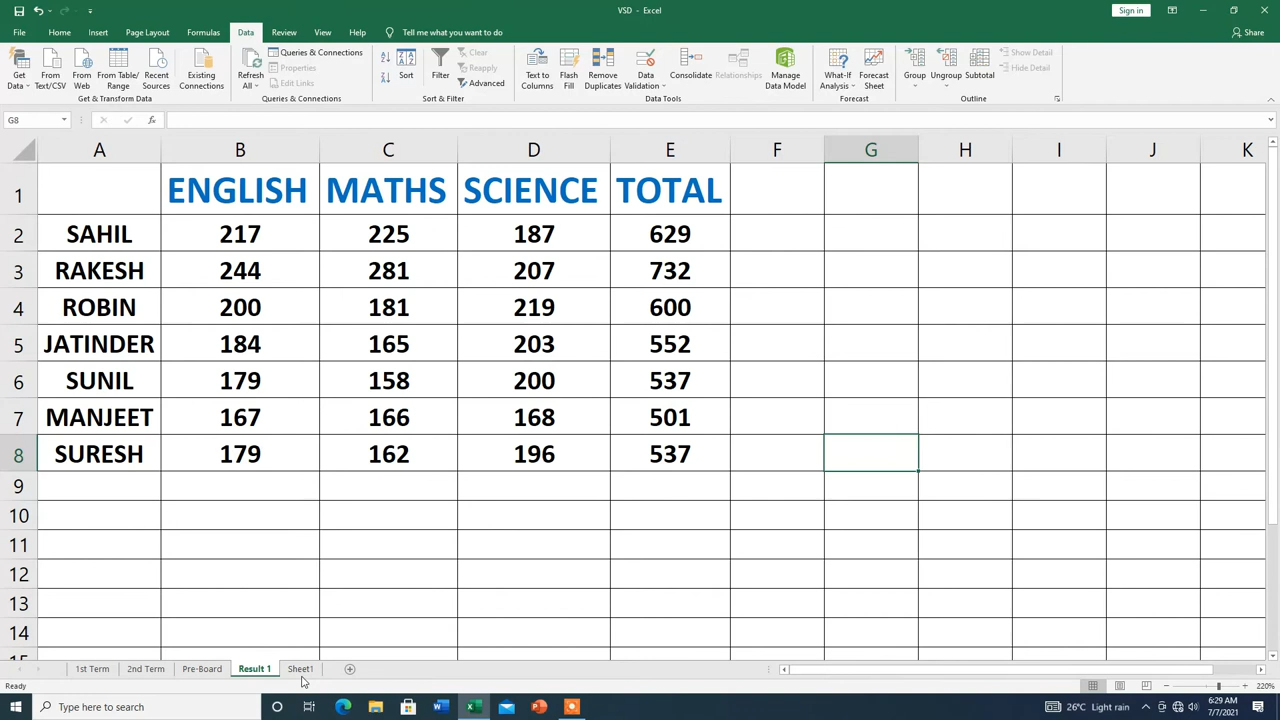 VSD - Excel
Sign in
File Home Insert Page Layout Formulas Data Review View Help Tell me what you want to do
Share
Get Data
From Text/CSV
From Web
From Table/Range
Recent Sources
Existing Connections
Get & Transform Data
Refresh All
Queries & Connections
Properties
Edit Links
Queries & Connections
Sort
Filter
Clear
Reapply
Advanced
Sort & Filter
Text to Columns
Flash Fill
Remove Duplicates
Data Validation
Consolidate
Relationships
Manage Data Model
Data Tools
What-If Analysis
Forecast Sheet
Forecast
Group
Ungroup
Subtotal
Show Detail
Hide Detail
Outline
G8
fx
A B C D E F G H I J K
1 ENGLISH MATHS SCIENCE TOTAL
2 SAHIL 217 225 187 629
3 RAKESH 244 281 207 732
4 ROBIN 200 181 219 600
5 JATINDER 184 165 203 552
6 SUNIL 179 158 200 537
7 MANJEET 167 166 168 501
8 SURESH 179 162 196 537
9
10
11
12
13
14
15
1st Term 2nd Term Pre-Board Result 1 Sheet1
Ready
220%
Type here to search
26°C Light rain
6:29 AM
7/7/2021